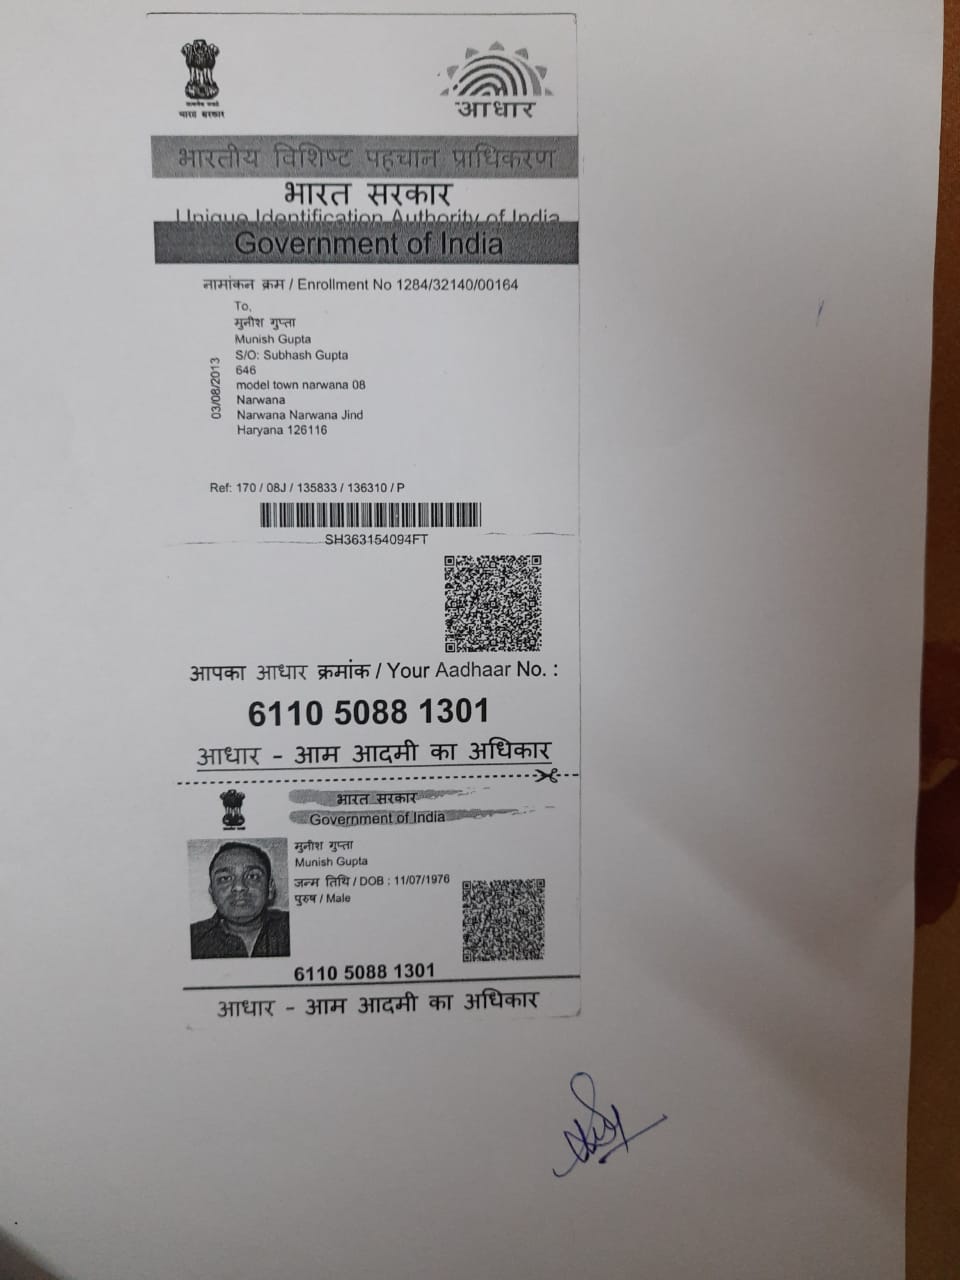 भारत सरकार
आधार
भारतीय विशिष्ट पहचान प्राधिकरण
भारत सरकार
Unique Identification Authority of India
Government of India
नामांकन क्रम / Enrollment No 1284/32140/00164
To,
मुनीश गुप्ता
Munish Gupta
S/O: Subhash Gupta
646
model town narwana 08
Narwana
Narwana Narwana Jind
Haryana 126116
03/08/2013
Ref: 170 / 08J / 135833 / 136310 / P
SH363154094FT
आपका आधार क्रमांक / Your Aadhaar No. :
6110 5088 1301
आधार - आम आदमी का अधिकार
भारत सरकार
Government of India
मुनीश गुप्ता
Munish Gupta
जन्म तिथि / DOB : 11/07/1976
पुरुष / Male
6110 5088 1301
आधार - आम आदमी का अधिकार